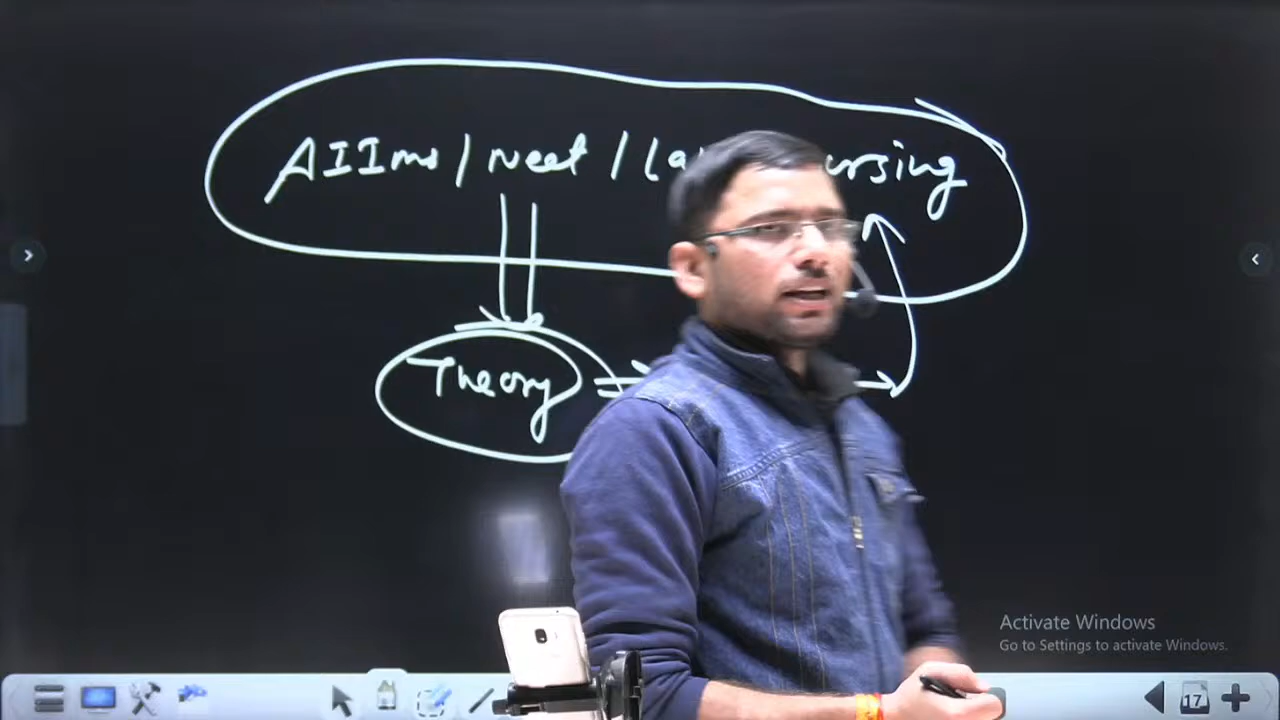 AIIms / Neet / La ursing
Theory
Activate Windows
Go to Settings to activate Windows.
17